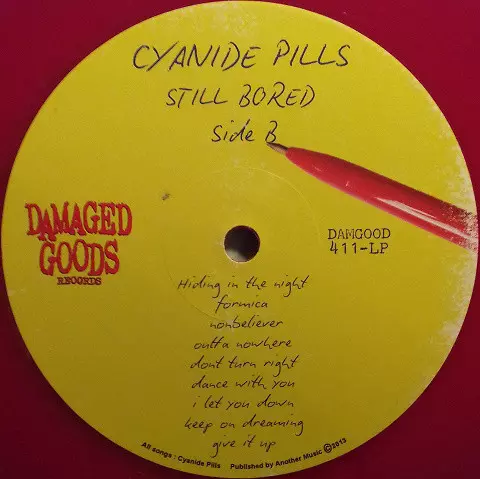 CYANIDE PILLS
STILL BORED
Side B
DAMAGED
GOODS
RECORDS
DAMGOOD
411-LP
Hiding in the night
formica
nonbeliever
outta nowhere
dont turn right
dance with you
i let you down
keep on dreaming
give it up
All songs : Cyanide Pills Published by Another Music ©2013